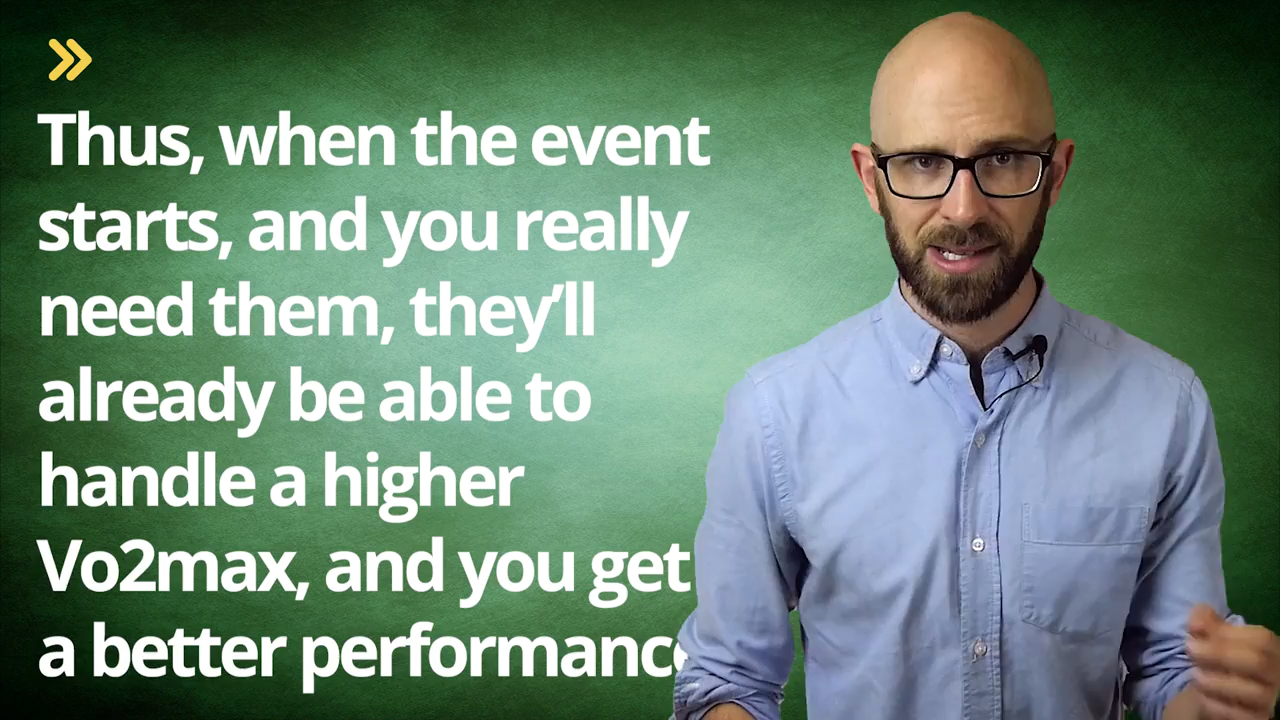 Thus, when the event
starts, and you really
need them, they’ll
already be able to
handle a higher
Vo2max, and you get
a better performance